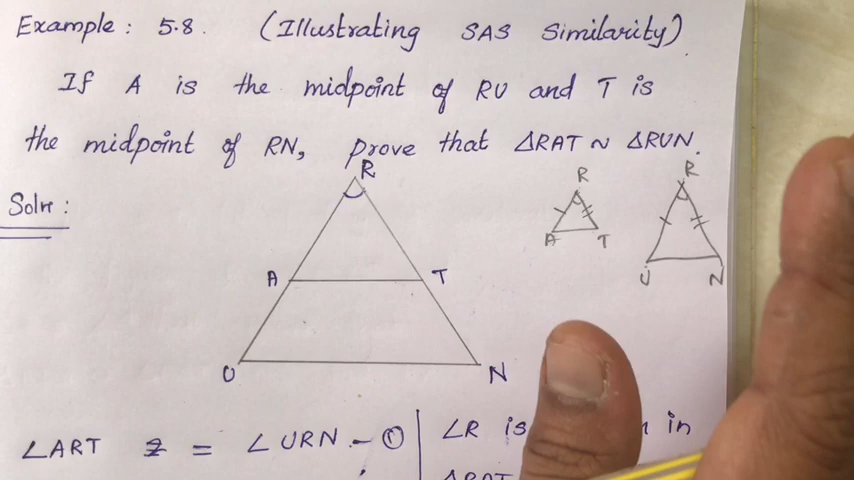 Example: 5.8. (Illustrating SAS Similarity)
If A is the midpoint of RU and T is
the midpoint of RN, prove that ΔRAT ~ ΔRUN.
Soln:
R
A T
U N
R
A T
R
U N
∠ART = ∠URN - ①
∠R is in
ΔRAT